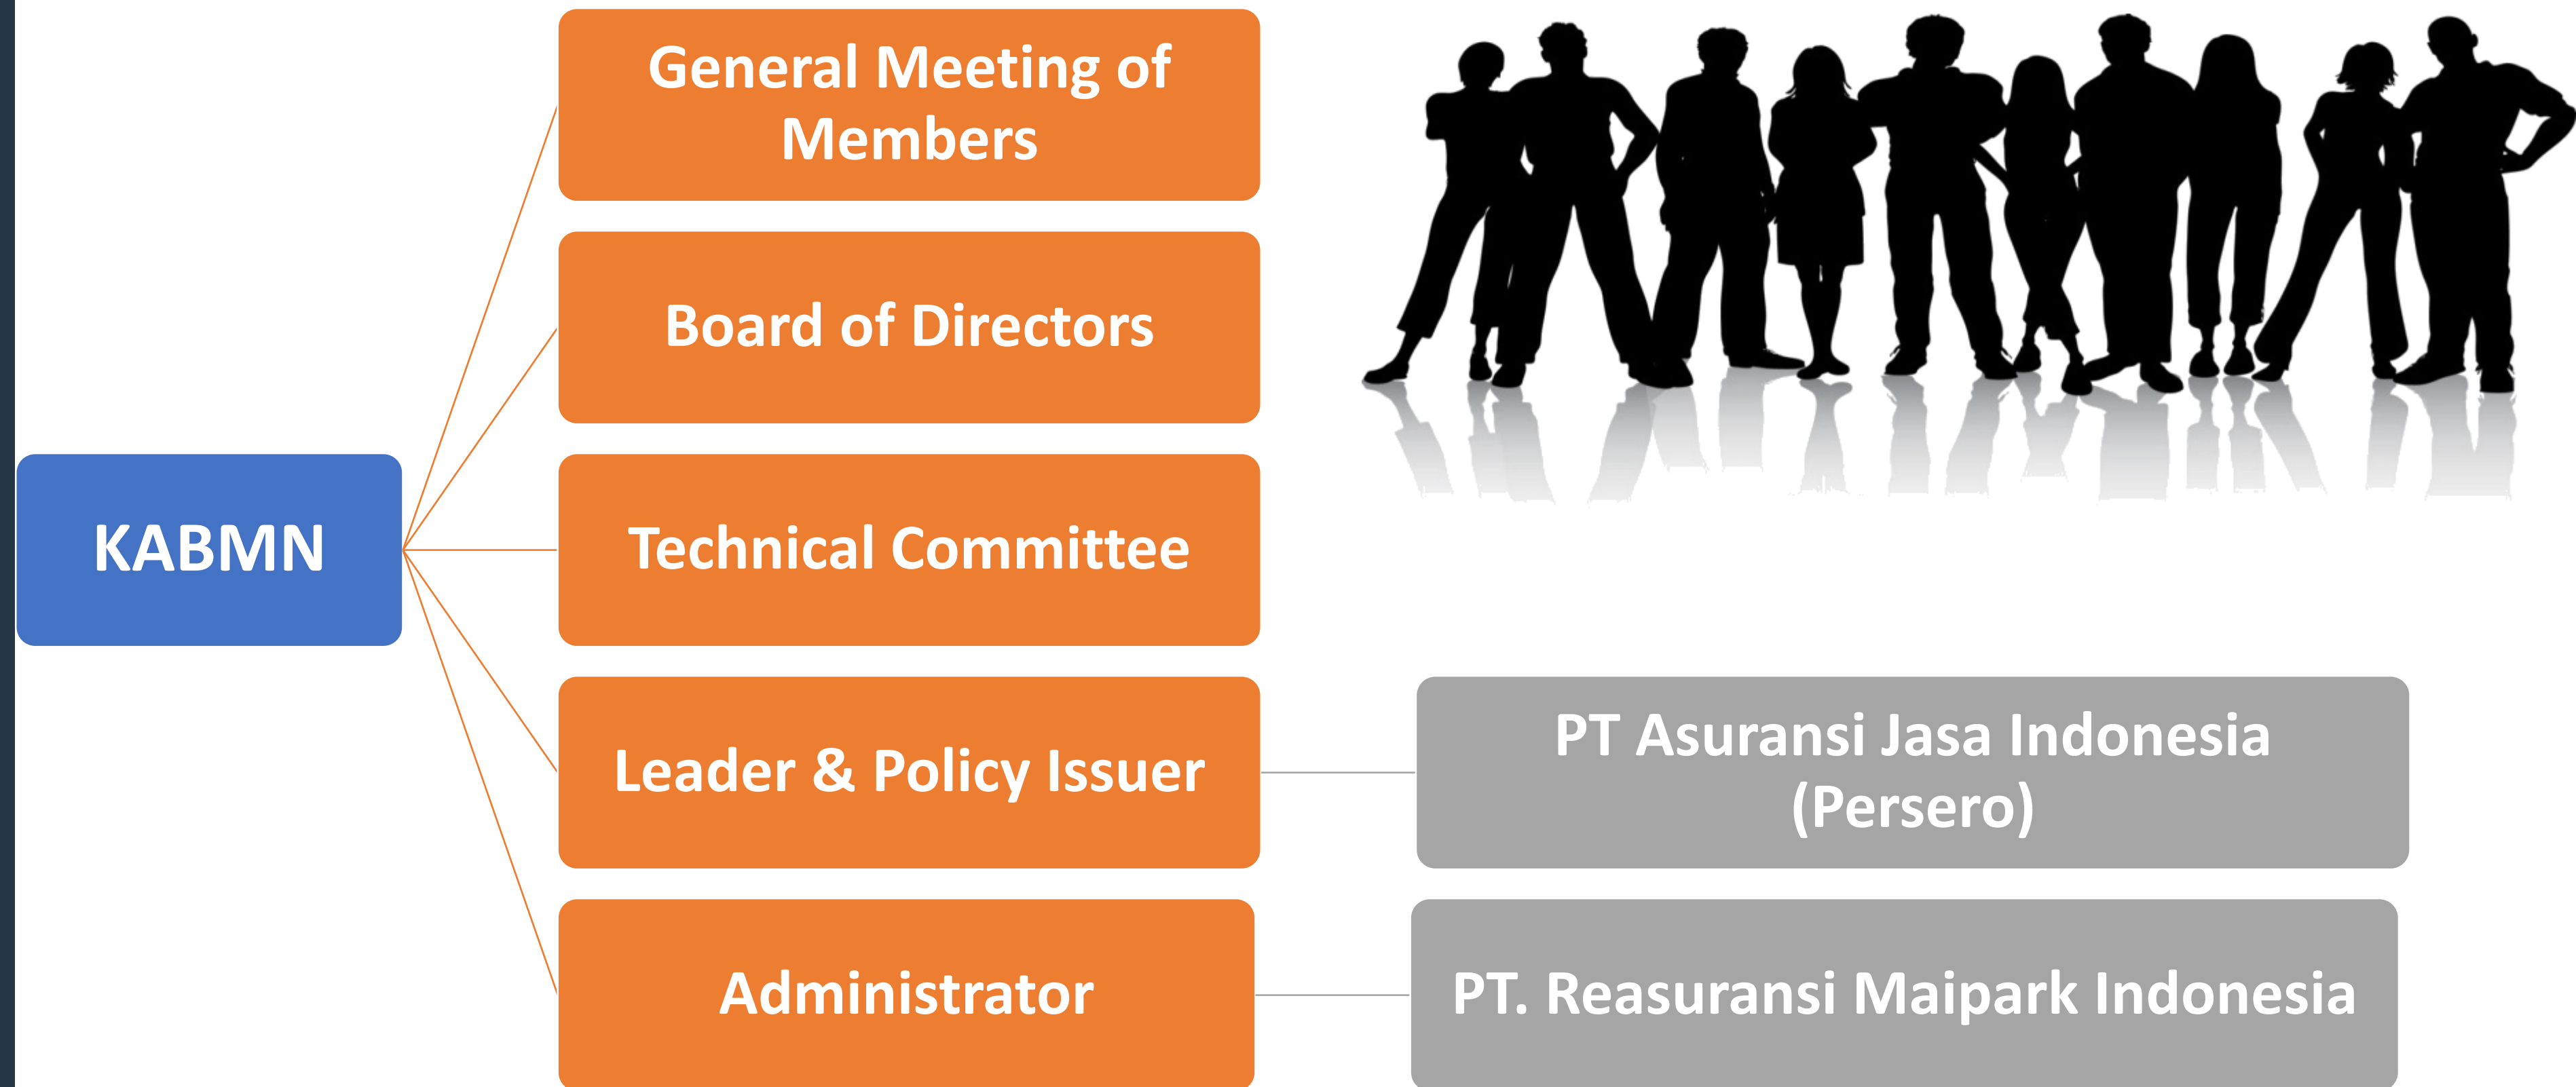 General Meeting of
Members
Board of Directors
KABMN
Technical Committee
Leader & Policy Issuer
PT Asuransi Jasa Indonesia
(Persero)
Administrator
PT. Reasuransi Maipark Indonesia